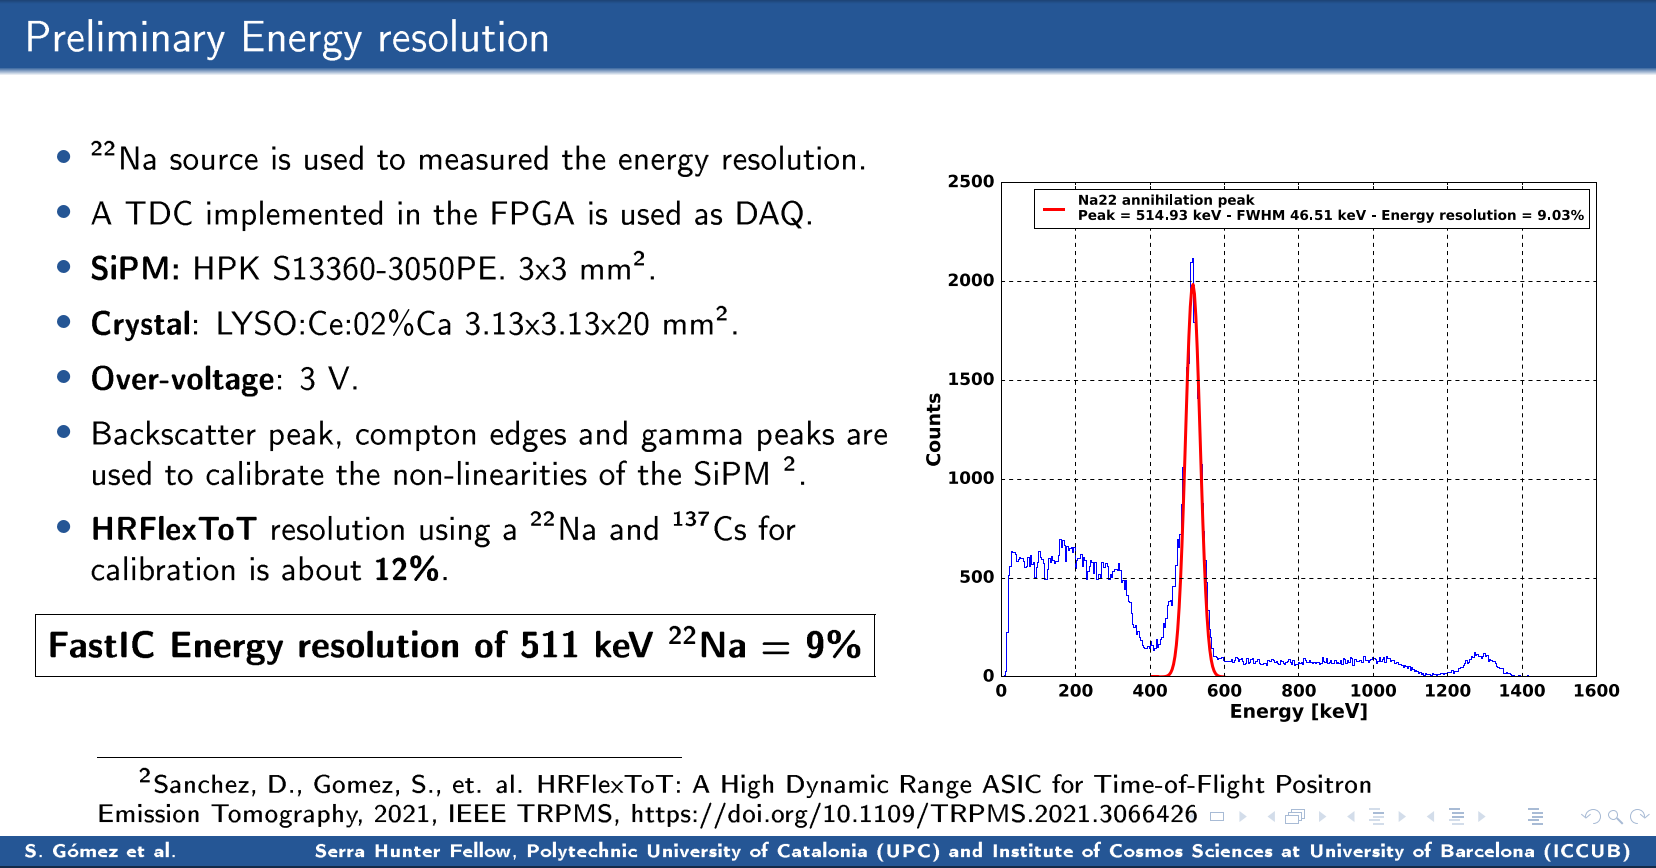 Preliminary Energy resolution
• ²²Na source is used to measured the energy resolution.
• A TDC implemented in the FPGA is used as DAQ.
• SiPM: HPK S13360-3050PE. 3x3 mm².
• Crystal: LYSO:Ce:02%Ca 3.13x3.13x20 mm².
• Over-voltage: 3 V.
• Backscatter peak, compton edges and gamma peaks are
used to calibrate the non-linearities of the SiPM ².
• HRFlexToT resolution using a ²²Na and ¹³⁷Cs for
calibration is about 12%.
FastIC Energy resolution of 511 keV ²²Na = 9%
Na22 annihilation peak
Peak = 514.93 keV - FWHM 46.51 keV - Energy resolution = 9.03%
2500
2000
1500
1000
500
0
Counts
0 200 400 600 800 1000 1200 1400 1600
Energy [keV]
²Sanchez, D., Gomez, S., et. al. HRFlexToT: A High Dynamic Range ASIC for Time-of-Flight Positron
Emission Tomography, 2021, IEEE TRPMS, https://doi.org/10.1109/TRPMS.2021.3066426
S. Gómez et al. Serra Hunter Fellow, Polytechnic University of Catalonia (UPC) and Institute of Cosmos Sciences at University of Barcelona (ICCUB)